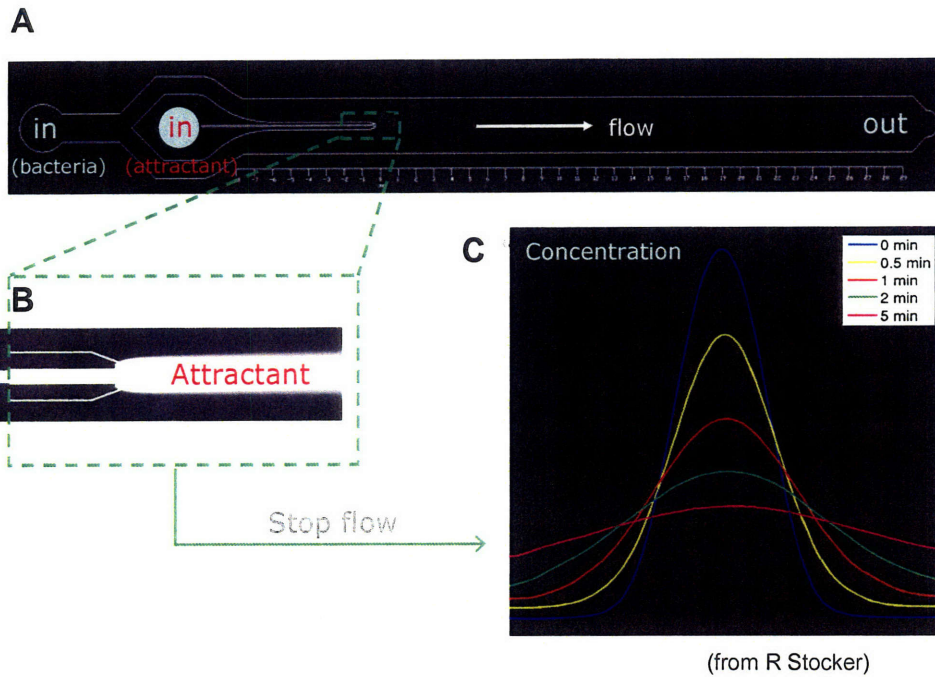 A
in
in
(bacteria)
(attractant)
flow
out
B
Attractant
Stop flow
C
Concentration
0 min
0.5 min
1 min
2 min
5 min
(from R Stocker)